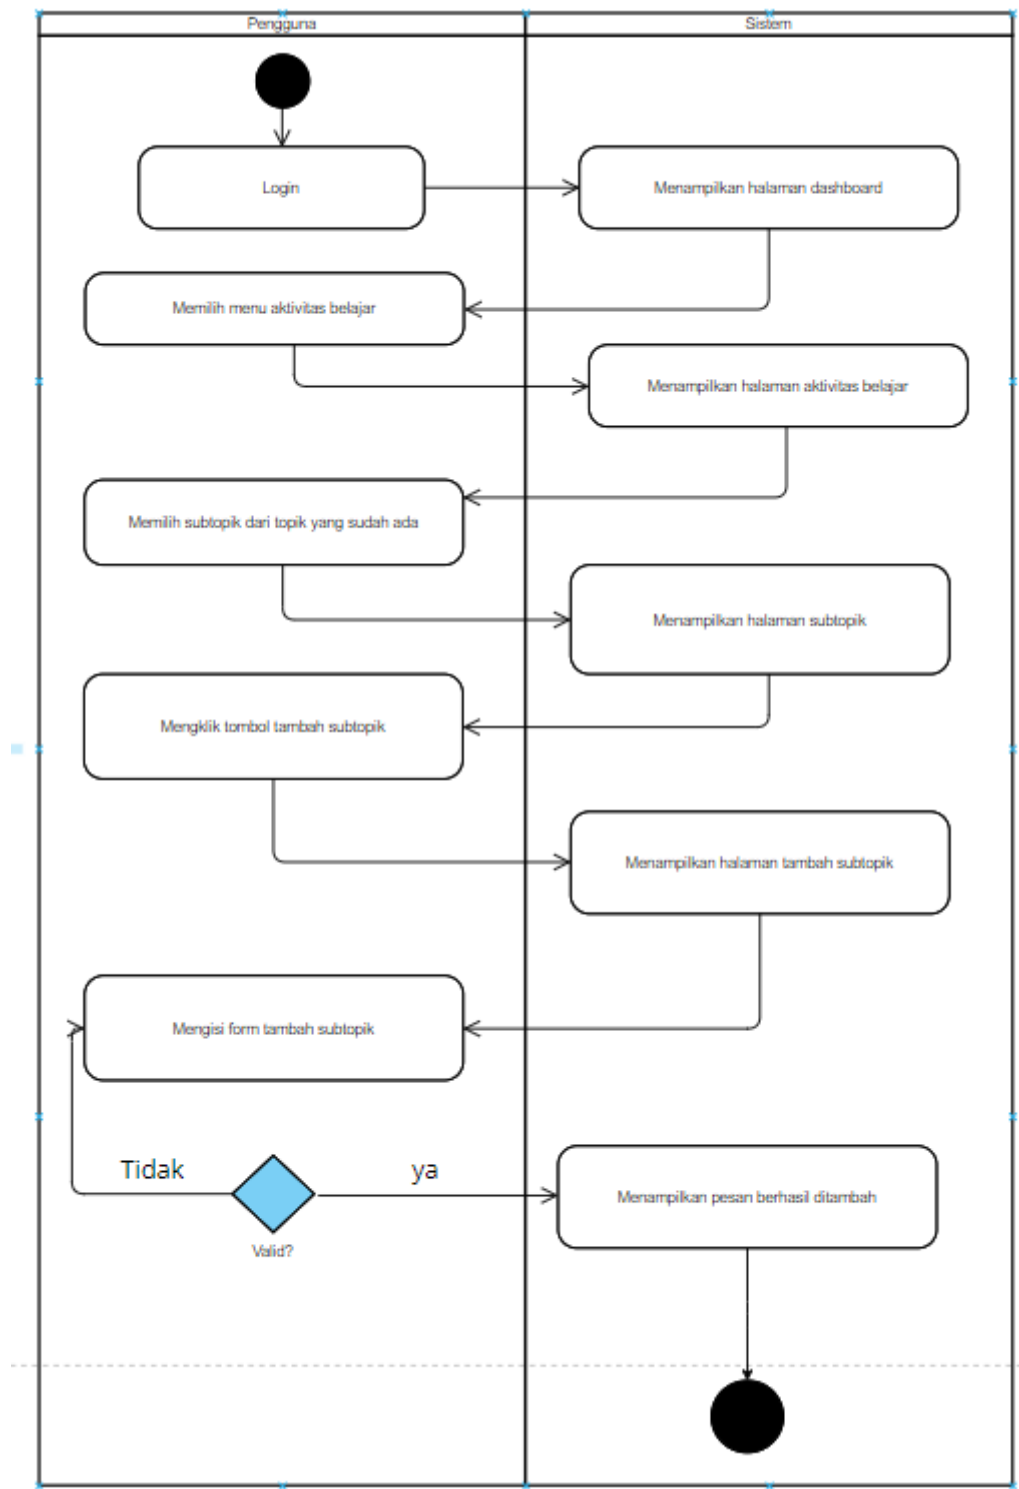 Pengguna
Sistem
Login
Menampilkan halaman dashboard
Memilih menu aktivitas belajar
Menampilkan halaman aktivitas belajar
Memilih subtopik dari topik yang sudah ada
Menampilkan halaman subtopik
Mengklik tombol tambah subtopik
Menampilkan halaman tambah subtopik
Mengisi form tambah subtopik
Tidak
ya
Menampilkan pesan berhasil ditambah
Valid?